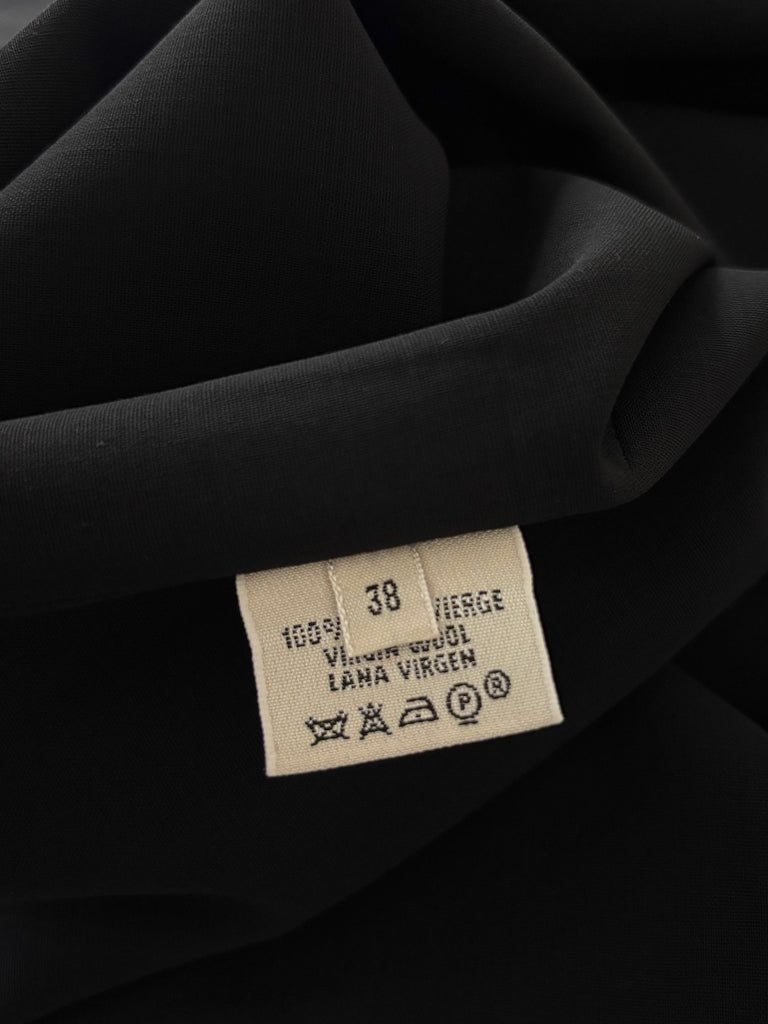 38
100% VIERGE
VIRGIN WOOL
LANA VIRGEN
P ®